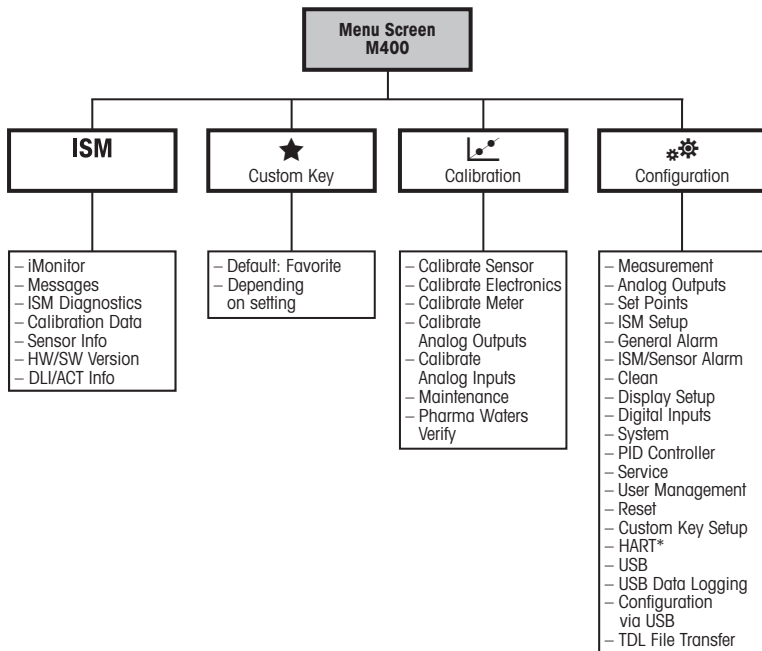 Menu Screen
M400
ISM
Custom Key
Calibration
Configuration
– iMonitor
– Messages
– ISM Diagnostics
– Calibration Data
– Sensor Info
– HW/SW Version
– DLI/ACT Info
– Default: Favorite
– Depending
on setting
– Calibrate Sensor
– Calibrate Electronics
– Calibrate Meter
– Calibrate
Analog Outputs
– Calibrate
Analog Inputs
– Maintenance
– Pharma Waters
Verify
– Measurement
– Analog Outputs
– Set Points
– ISM Setup
– General Alarm
– ISM/Sensor Alarm
– Clean
– Display Setup
– Digital Inputs
– System
– PID Controller
– Service
– User Management
– Reset
– Custom Key Setup
– HART*
– USB
– USB Data Logging
– Configuration
via USB
– TDL File Transfer